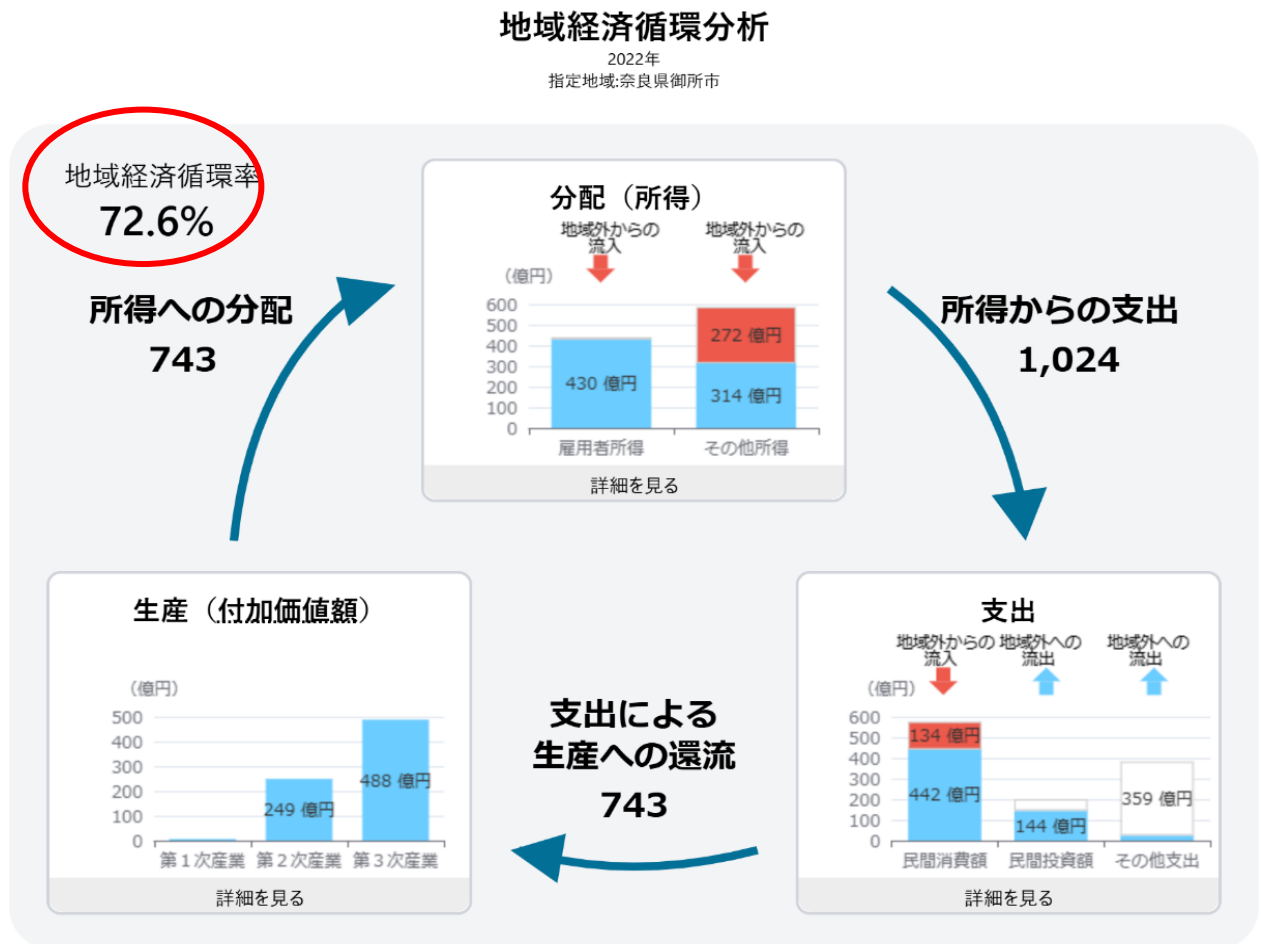 地域経済循環分析
2022年
指定地域:奈良県御所市
地域経済循環率
72.6%
所得への分配
743
分配（所得）
地域外からの
流入
地域外からの
流入
（億円）
600
500
400
300
200
100
0
272 億円
430 億円
314 億円
雇用者所得
その他所得
詳細を見る
所得からの支出
1,024
生産（付加価値額）
（億円）
500
400
300
200
100
0
249 億円
488 億円
第１次産業
第２次産業
第３次産業
詳細を見る
支出による
生産への還流
743
支出
地域外からの
流入
地域外への
流出
地域外への
流出
（億円）
600
500
400
300
200
100
0
134 億円
442 億円
144 億円
359 億円
民間消費額
民間投資額
その他支出
詳細を見る